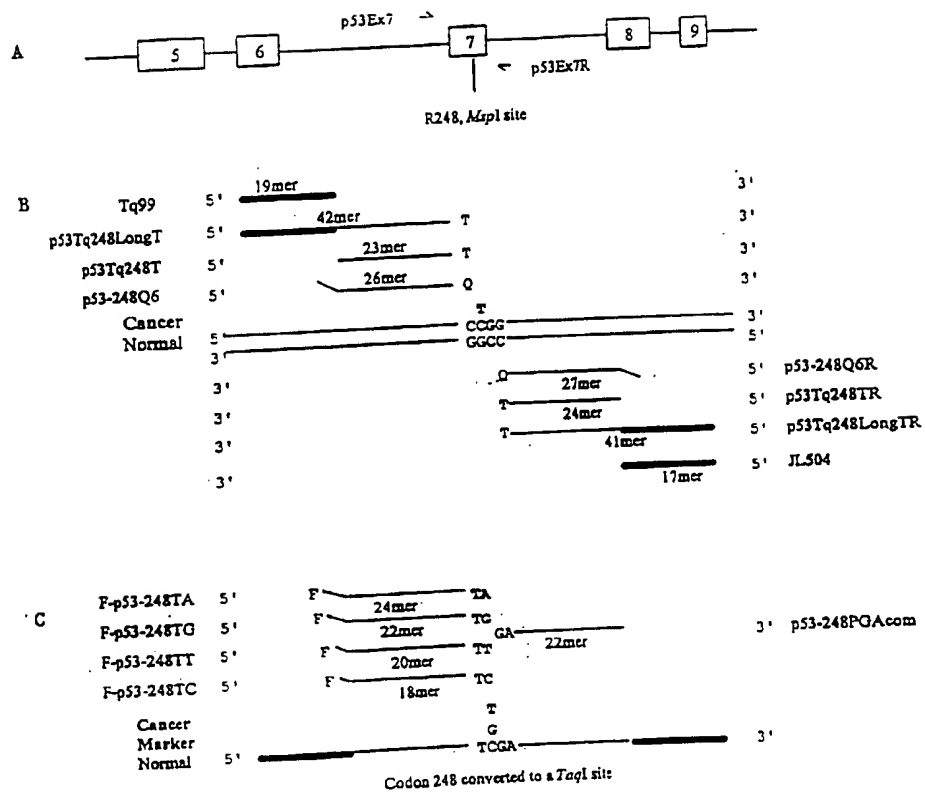 p53Ex7
A
5
6
7
8
9
p53Ex7R
R248, MspI site
B
Tq99 5' 19mer 3'
p53Tq248LongT 5' 42mer T 3'
p53Tq248T 5' 23mer T 3'
p53-248Q6 5' 26mer Q 3'
T
Cancer 5' CCGG 3'
Normal 3' GGCC 5'
3' Q 27mer 5' p53-248Q6R
3' T 24mer 5' p53Tq248TR
3' T 41mer 5' p53Tq248LongTR
3' 17mer 5' JL504
C
F-p53-248TA 5' F 24mer TA
F-p53-248TG 5' F 22mer TG GA 22mer 3' p53-248PGAcom
F-p53-248TT 5' F 20mer TT
F-p53-248TC 5' F 18mer TC
Cancer T
Marker G
Normal 5' TCGA 3'
Codon 248 converted to a TaqI site